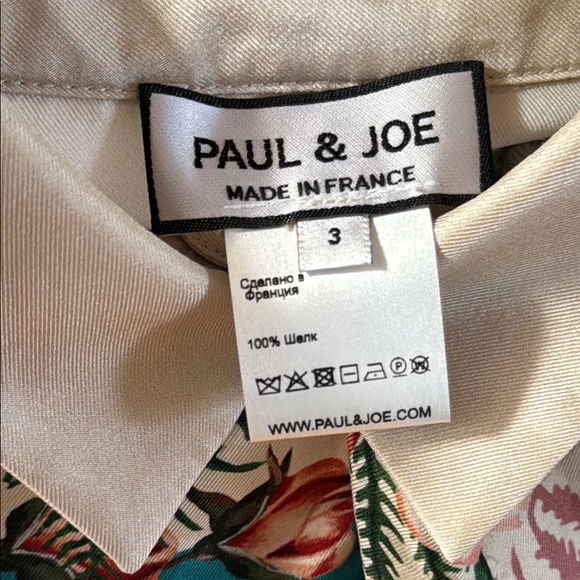 PAUL & JOE
MADE IN FRANCE
3
Сделано в
Франция
100% Шелк
WWW.PAUL&JOE.COM